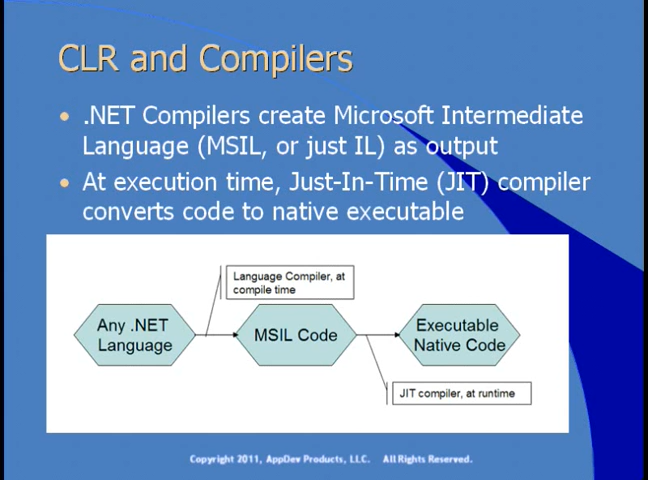 CLR and Compilers
• .NET Compilers create Microsoft Intermediate
Language (MSIL, or just IL) as output
• At execution time, Just-In-Time (JIT) compiler
converts code to native executable
Language Compiler, at
compile time
Any .NET
Language
MSIL Code
Executable
Native Code
JIT compiler, at runtime
Copyright 2011, AppDev Products, LLC. All Rights Reserved.